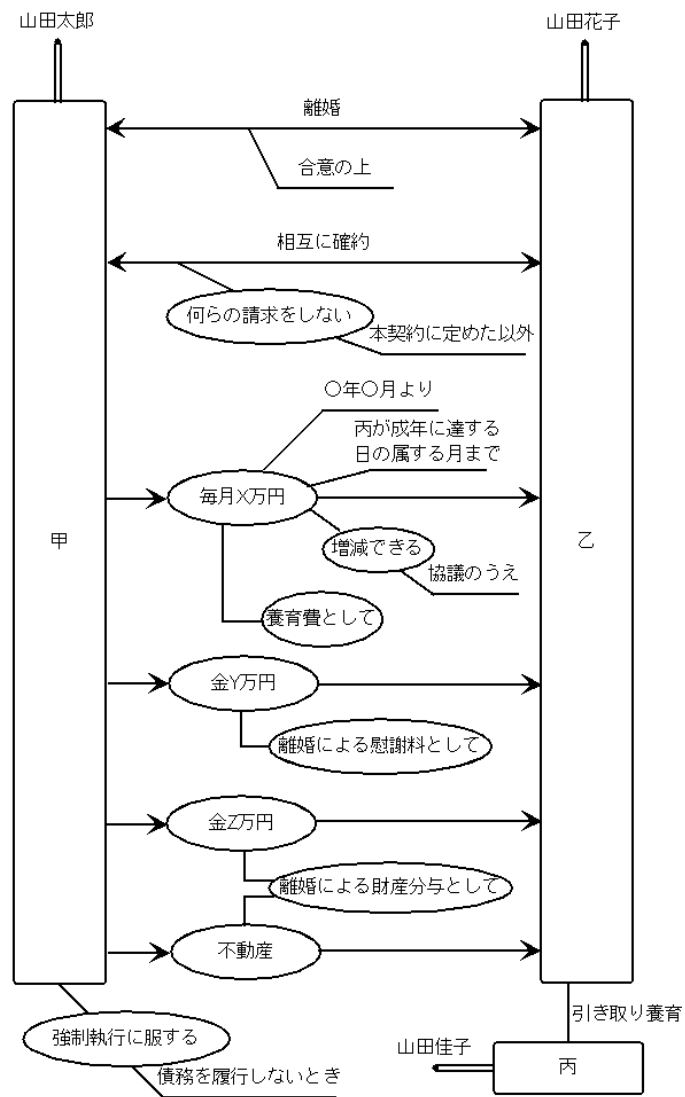 山田太郎
山田花子
離婚
合意の上
相互に確約
何らの請求をしない
本契約に定めた以外
〇年〇月より
丙が成年に達する
日の属する月まで
毎月X万円
甲
乙
増減できる
協議のうえ
養育費として
金Y万円
離婚による慰謝料として
金Z万円
離婚による財産分与として
不動産
引き取り養育
強制執行に服する
山田佳子
丙
債務を履行しないとき